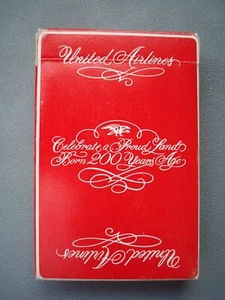 United Airlines
Celebrate a Proud Land
Born 200 Years Ago
United Airlines